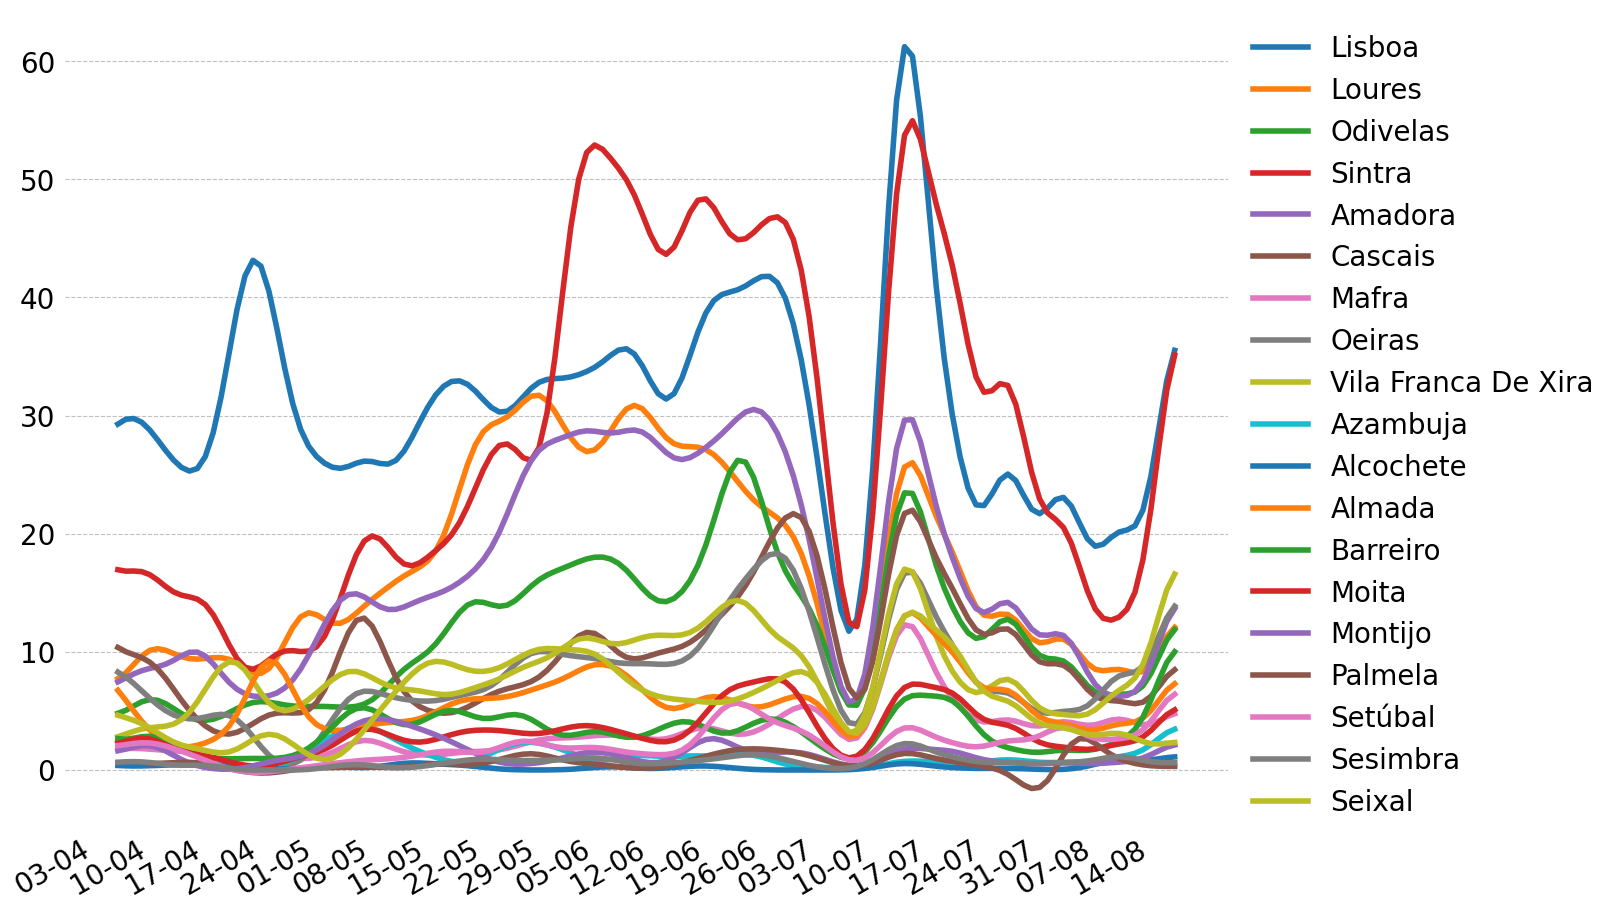 60
50
40
30
20
10
0
03-04
10-04
17-04
24-04
01-05
08-05
15-05
22-05
29-05
05-06
12-06
19-06
26-06
03-07
10-07
17-07
24-07
31-07
07-08
14-08
Lisboa
Loures
Odivelas
Sintra
Amadora
Cascais
Mafra
Oeiras
Vila Franca De Xira
Azambuja
Alcochete
Almada
Barreiro
Moita
Montijo
Palmela
Setúbal
Sesimbra
Seixal